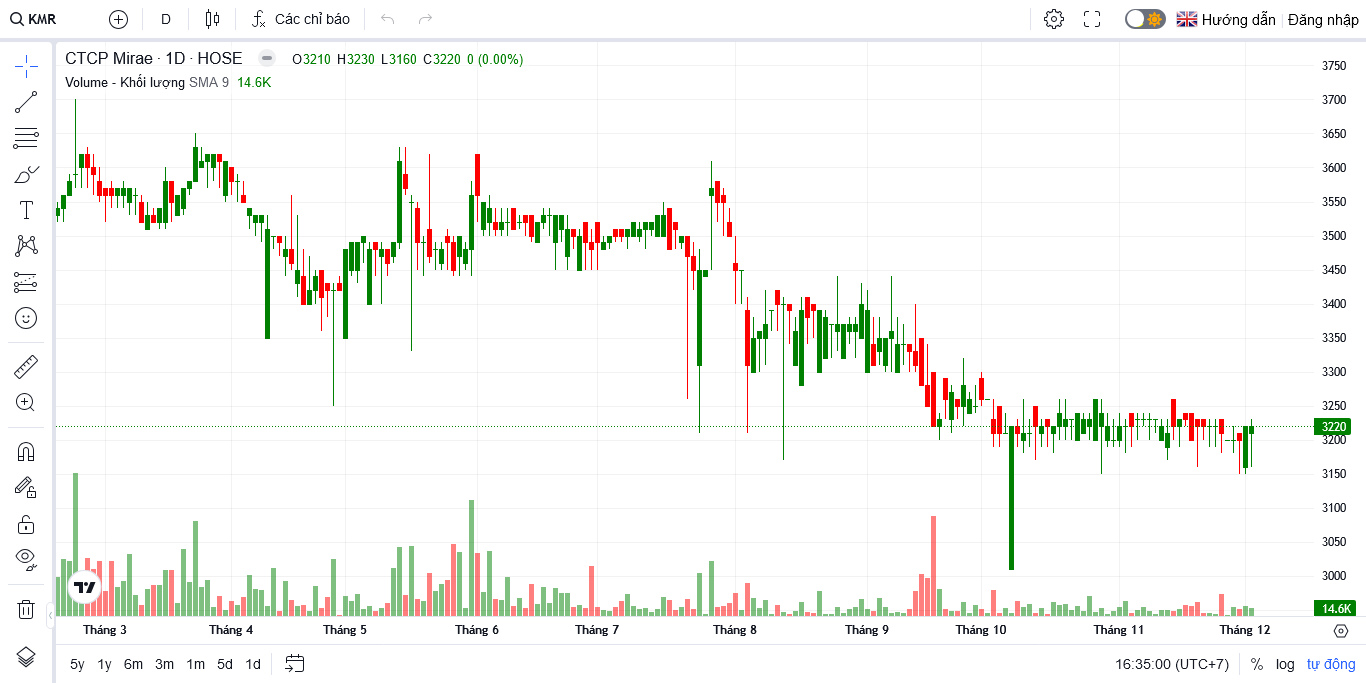 KMR D Các chỉ báo Hướng dẫn Đăng nhập
CTCP Mirae · 1D · HOSE O3210 H3230 L3160 C3220 0 (0.00%)
Volume - Khối lượng SMA 9 14.6K
3750
3700
3650
3600
3550
3500
3450
3400
3350
3300
3250
3220
3200
3150
3100
3050
3000
14.6K
Tháng 3 Tháng 4 Tháng 5 Tháng 6 Tháng 7 Tháng 8 Tháng 9 Tháng 10 Tháng 11 Tháng 12
5y 1y 6m 3m 1m 5d 1d 16:35:00 (UTC+7) % log tự động